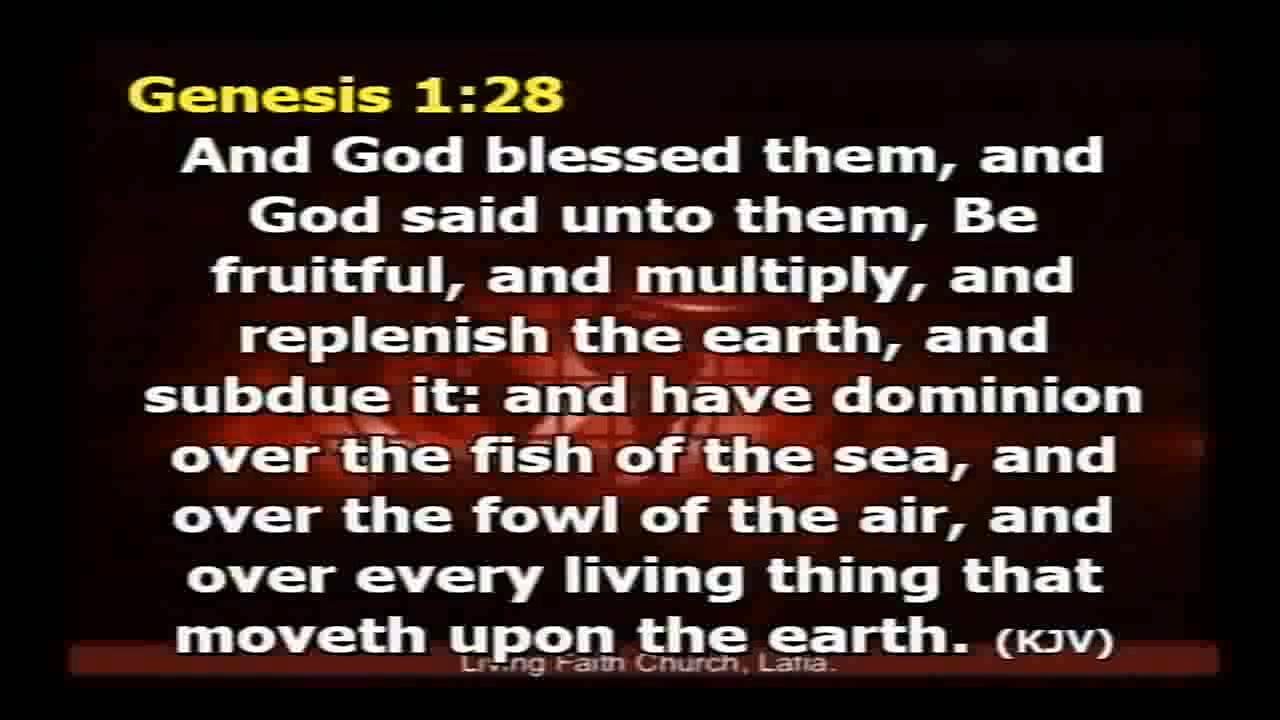 Genesis 1:28
And God blessed them, and
God said unto them, Be
fruitful, and multiply, and
replenish the earth, and
subdue it: and have dominion
over the fish of the sea, and
over the fowl of the air, and
over every living thing that
moveth upon the earth. (KJV)
Living Faith Church, Lafia.